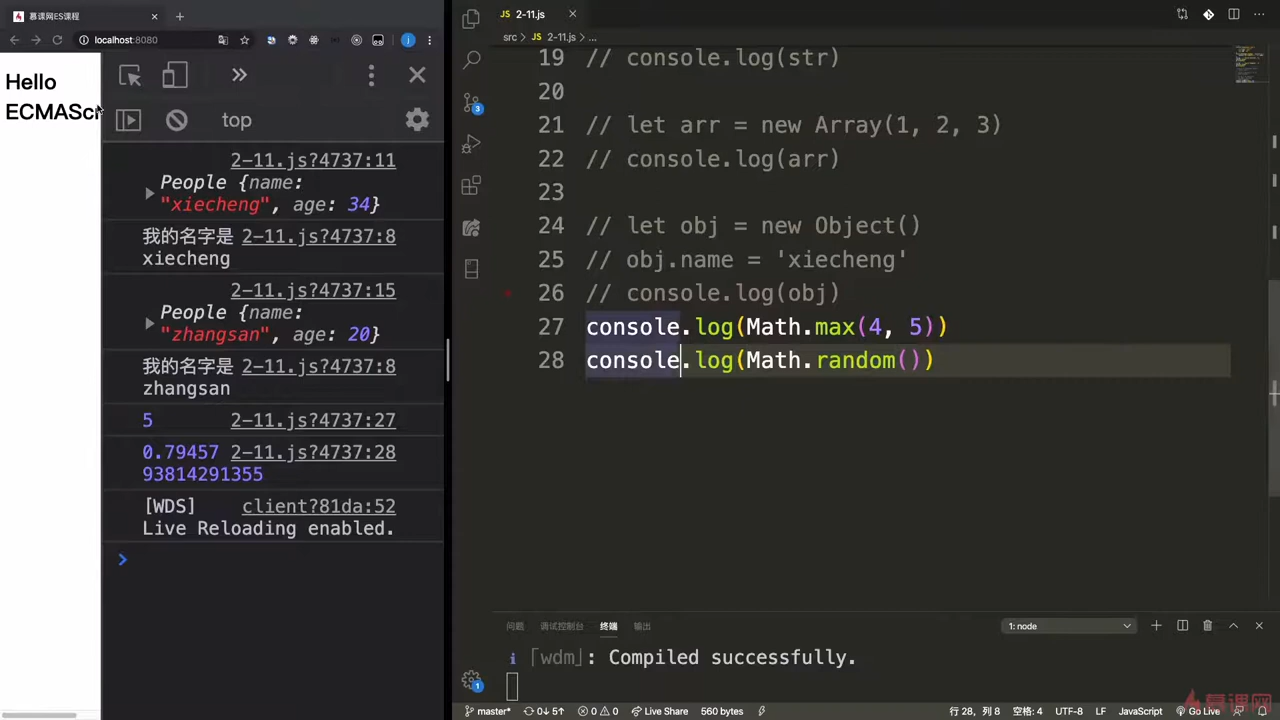 慕课网ES课程
localhost:8080
Hello
ECMAScr
top
2-11.js?4737:11
People {name:
"xiecheng", age: 34}
我的名字是 2-11.js?4737:8
xiecheng
2-11.js?4737:15
People {name:
"zhangsan", age: 20}
我的名字是 2-11.js?4737:8
zhangsan
5 2-11.js?4737:27
0.79457 2-11.js?4737:28
93814291355
[WDS] client?81da:52
Live Reloading enabled.
JS 2-11.js
src > JS 2-11.js > ...
19 // console.log(str)
20
21 // let arr = new Array(1, 2, 3)
22 // console.log(arr)
23
24 // let obj = new Object()
25 // obj.name = 'xiecheng'
26 // console.log(obj)
27 console.log(Math.max(4, 5))
28 console.log(Math.random())
问题 调试控制台 终端 输出
1: node
i ｢wdm｣: Compiled successfully.
master* 0↓ 5↑ 0 0 Live Share 560 bytes
行 28，列 8 空格: 4 UTF-8 LF JavaScript Go Live
慕课网